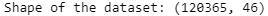 Shape of the dataset: (120365, 46)